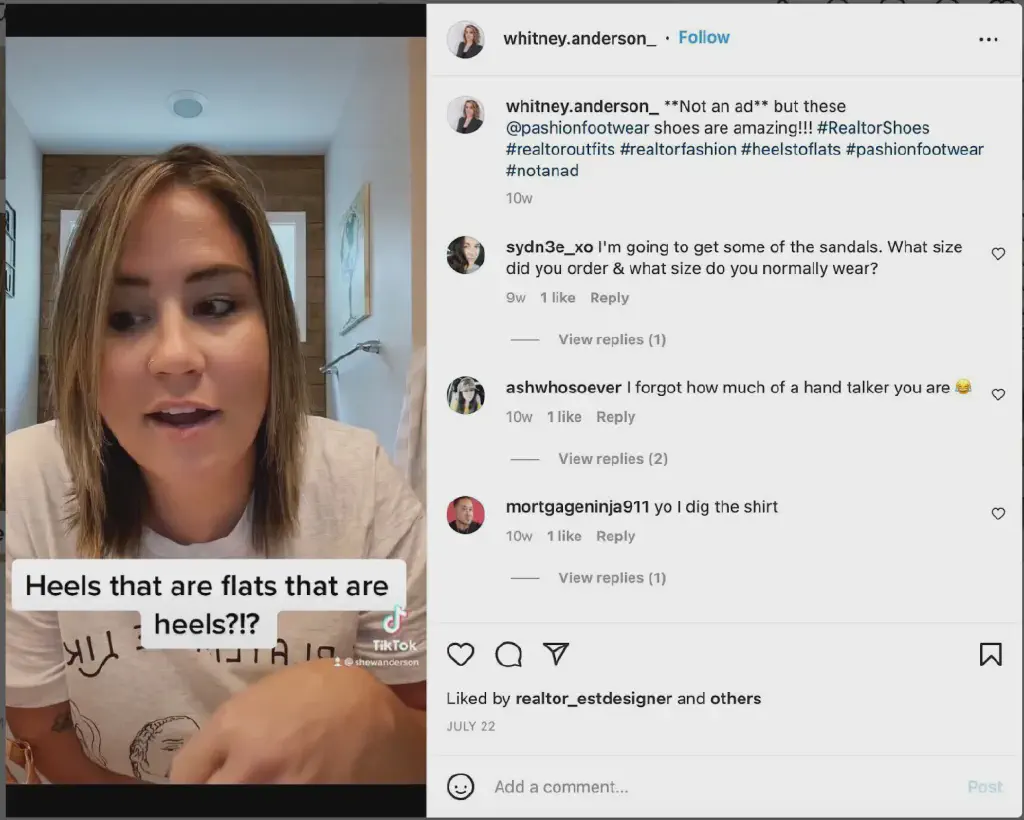 Heels that are flats that are
heels?!?
TikTok
@shewanderson
whitney.anderson_ · Follow
whitney.anderson_ **Not an ad** but these
@pashionfootwear shoes are amazing!!! #RealtorShoes
#realtoroutfits #realtorfashion #heelstoflats #pashionfootwear
#notanad
10w
sydn3e_xo I'm going to get some of the sandals. What size
did you order & what size do you normally wear?
9w 1 like Reply
View replies (1)
ashwhosoever I forgot how much of a hand talker you are 😂
10w 1 like Reply
View replies (2)
mortgageninja911 yo I dig the shirt
10w 1 like Reply
View replies (1)
Liked by realtor_estdesigner and others
JULY 22
Add a comment...
Post